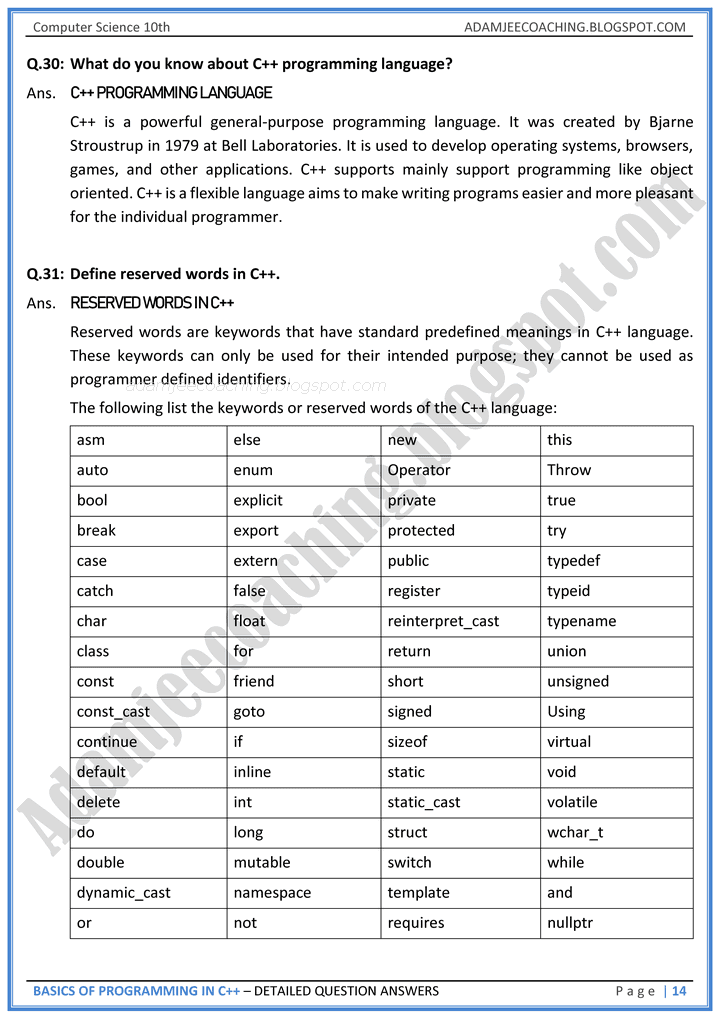 Computer Science 10th ADAMJEECOACHING.BLOGSPOT.COM
Q.30: What do you know about C++ programming language?
Ans. C++ PROGRAMMING LANGUAGE
C++ is a powerful general-purpose programming language. It was created by Bjarne
Stroustrup in 1979 at Bell Laboratories. It is used to develop operating systems, browsers,
games, and other applications. C++ supports mainly support programming like object
oriented. C++ is a flexible language aims to make writing programs easier and more pleasant
for the individual programmer.
Q.31: Define reserved words in C++.
Ans. RESERVED WORDS IN C++
Reserved words are keywords that have standard predefined meanings in C++ language.
These keywords can only be used for their intended purpose; they cannot be used as
programmer defined identifiers.
adamjeecoaching.blogspot.com
The following list the keywords or reserved words of the C++ language:
asm else new this
auto enum Operator Throw
bool explicit private true
break export protected try
case extern public typedef
catch false register typeid
char float reinterpret_cast typename
class for return union
const friend short unsigned
const_cast goto signed Using
continue if sizeof virtual
default inline static void
delete int static_cast volatile
do long struct wchar_t
double mutable switch while
dynamic_cast namespace template and
or not requires nullptr
Adamjeecoaching.blogspot.com
BASICS OF PROGRAMMING IN C++ – DETAILED QUESTION ANSWERS Page | 14